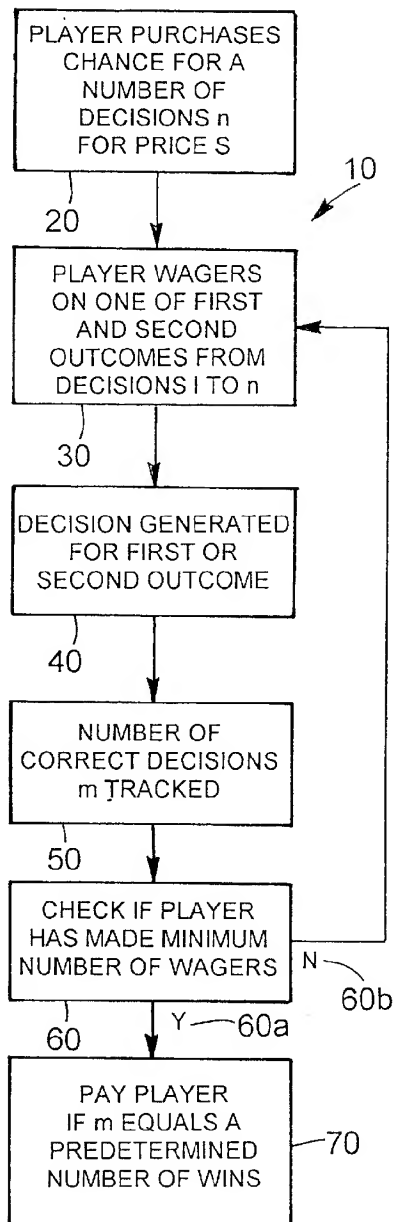 PLAYER PURCHASES
CHANCE FOR A
NUMBER OF
DECISIONS n
FOR PRICE S
20
10
PLAYER WAGERS
ON ONE OF FIRST
AND SECOND
OUTCOMES FROM
DECISIONS I TO n
30
DECISION GENERATED
FOR FIRST OR
SECOND OUTCOME
40
NUMBER OF
CORRECT DECISIONS
m TRACKED
50
CHECK IF PLAYER
HAS MADE MINIMUM
NUMBER OF WAGERS
N
60b
60
Y
60a
PAY PLAYER
IF m EQUALS A
PREDETERMINED
NUMBER OF WINS
70